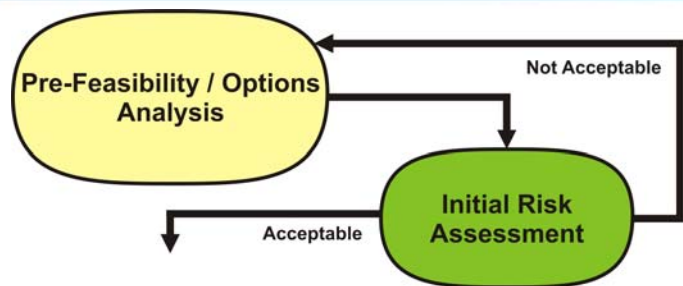 Pre-Feasibility / Options
Analysis
Not Acceptable
Initial Risk
Assessment
Acceptable